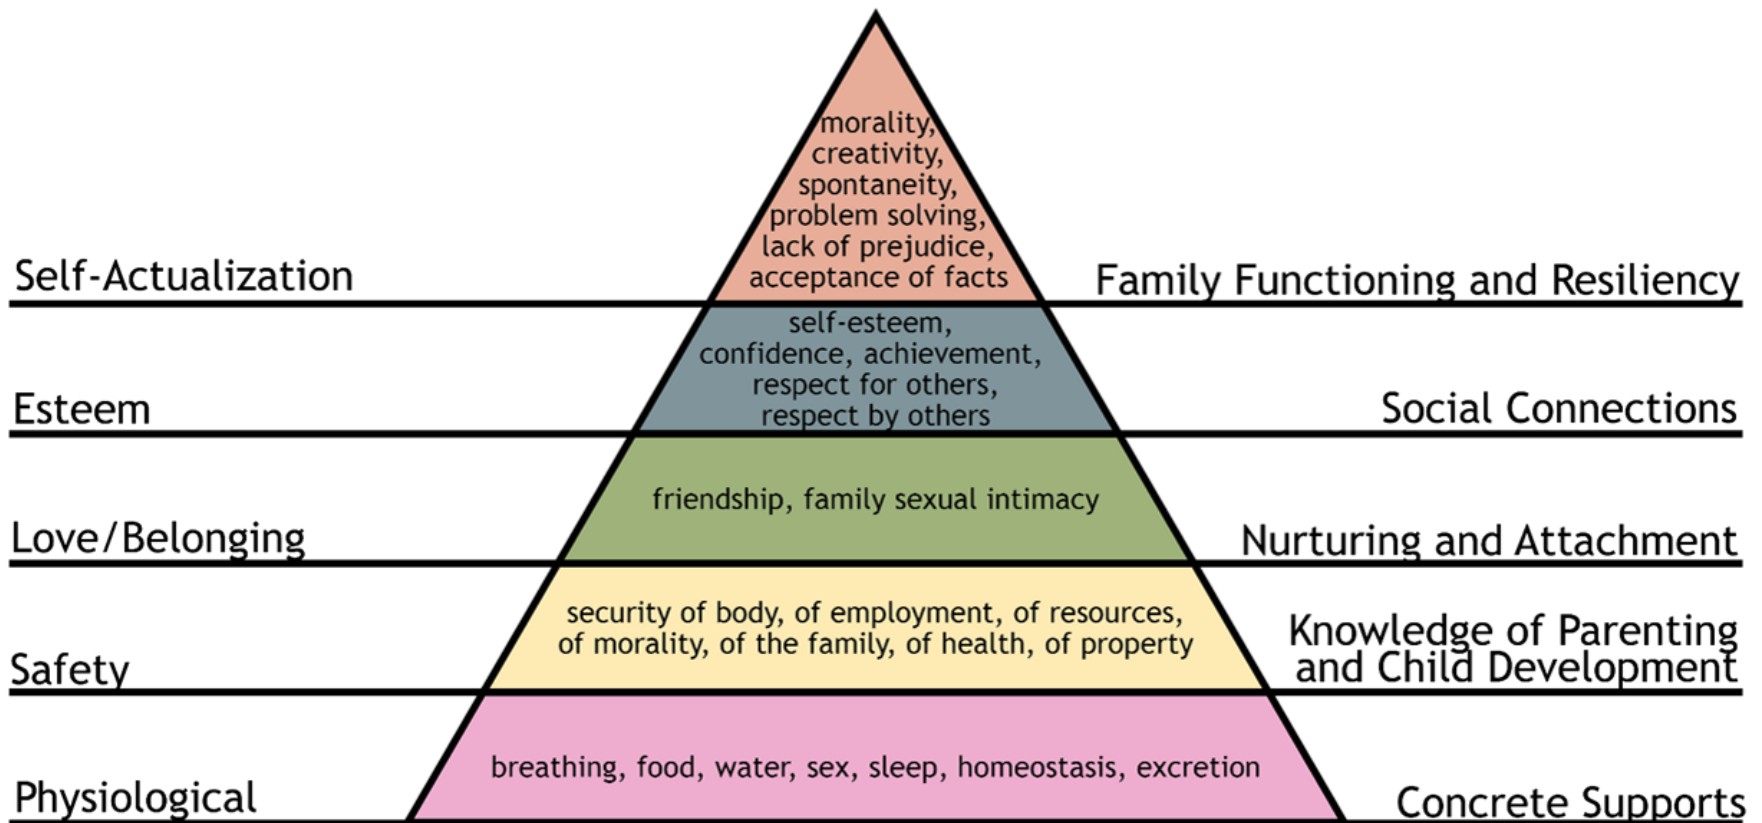 morality,
creativity,
spontaneity,
problem solving,
lack of prejudice,
acceptance of facts
Self-Actualization
Family Functioning and Resiliency
self-esteem,
confidence, achievement,
respect for others,
respect by others
Esteem
Social Connections
friendship, family sexual intimacy
Love/Belonging
Nurturing and Attachment
security of body, of employment, of resources,
of morality, of the family, of health, of property
Safety
Knowledge of Parenting
and Child Development
breathing, food, water, sex, sleep, homeostasis, excretion
Physiological
Concrete Supports